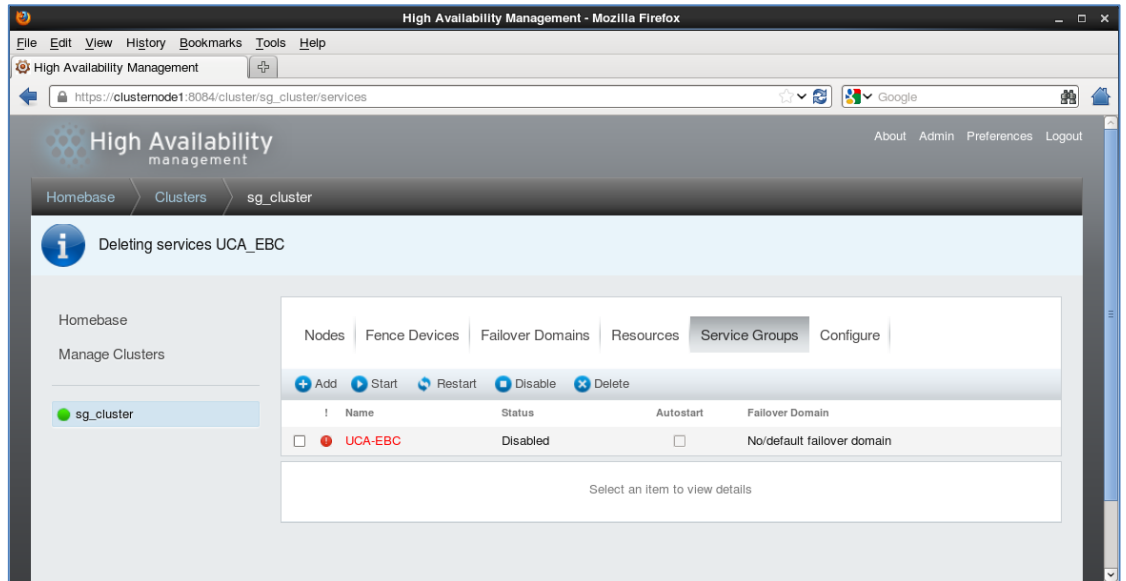 High Availability Management - Mozilla Firefox
File Edit View History Bookmarks Tools Help
High Availability Management
https://clusternode1:8084/cluster/sg_cluster/services
Google
High Availability
management
About Admin Preferences Logout
Homebase Clusters sg_cluster
Deleting services UCA_EBC
Homebase
Manage Clusters
sg_cluster
Nodes Fence Devices Failover Domains Resources Service Groups Configure
Add Start Restart Disable Delete
! Name Status Autostart Failover Domain
UCA-EBC Disabled No/default failover domain
Select an item to view details